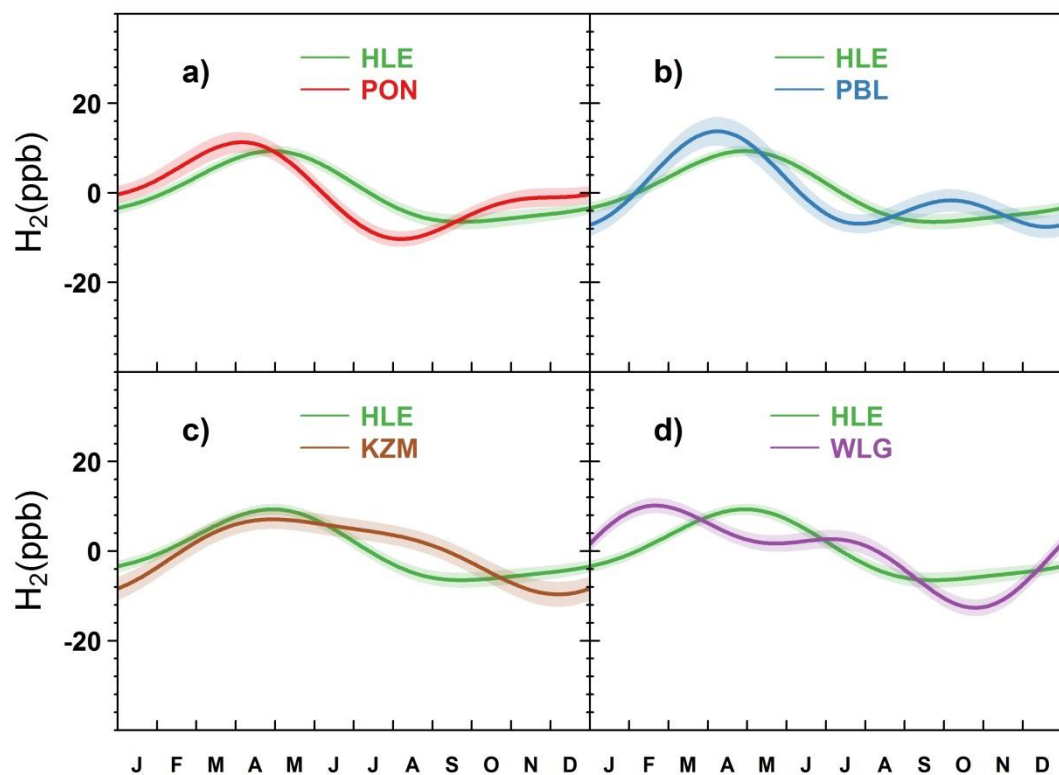 a)
HLE
PON
b)
HLE
PBL
20
0
-20
H2(ppb)
c)
HLE
KZM
d)
HLE
WLG
20
0
-20
H2(ppb)
J F M A M J J A S O N D
J F M A M J J A S O N D